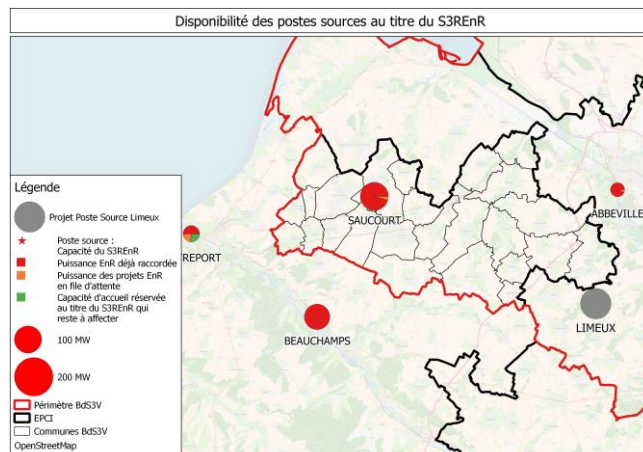 Disponibilité des postes sources au titre du S3REnR
Légende
Projet Poste Source Limeux
Poste source :
Capacité du S3REnR
Puissance EnR déjà raccordée
Puissance des projets EnR
en file d'attente
Capacité d'accueil réservée
au titre du S3REnR qui
reste à affecter
100 MW
200 MW
Périmètre BdS3V
EPCI
Communes BdS3V
OpenStreetMap
SAUCOURT
ABBEVILLE
TREPORT
LIMEUX
BEAUCHAMPS